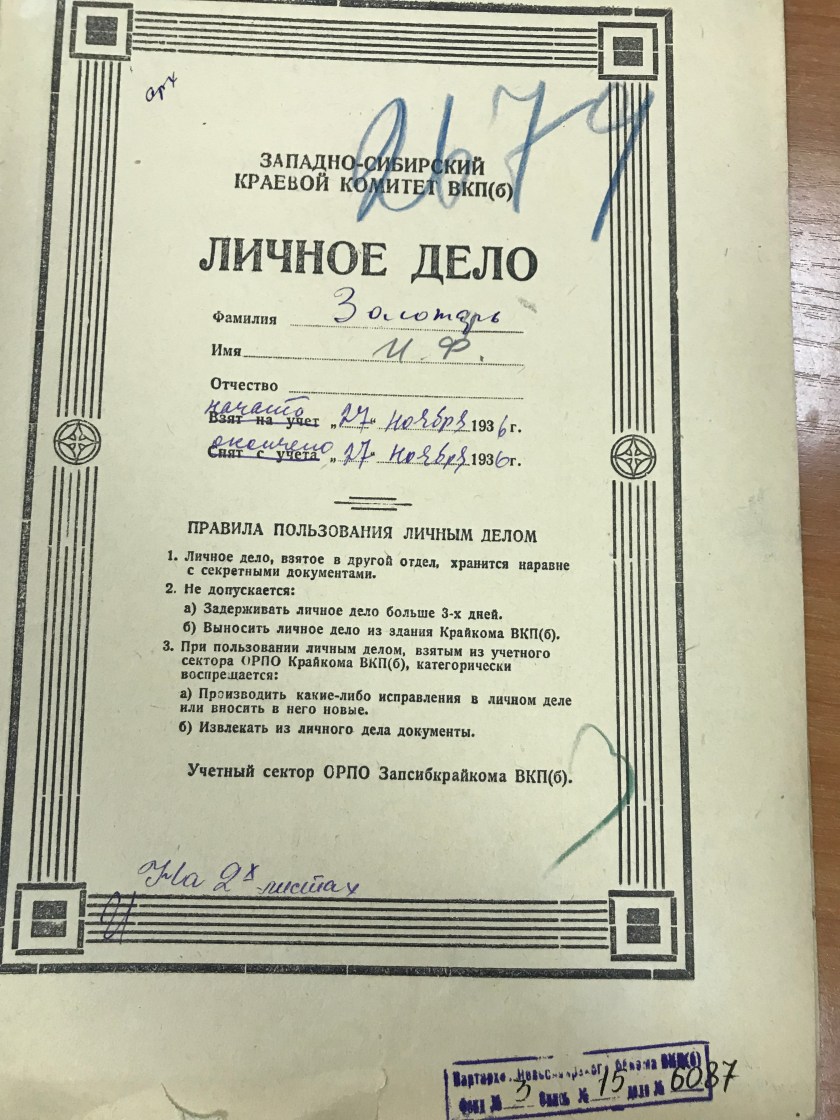 арх
2674
ЗАПАДНО-СИБИРСКИЙ
КРАЕВОЙ КОМИТЕТ ВКП(б)
ЛИЧНОЕ ДЕЛО
Фамилия Золотарь
Имя И. Ф.
Отчество
начато
Взят на учет „27“ ноября 1936 г.
окончено
Снят с учета „27“ ноября 1936 г.
ПРАВИЛА ПОЛЬЗОВАНИЯ ЛИЧНЫМ ДЕЛОМ
1. Личное дело, взятое в другой отдел, хранится наравне
с секретными документами.
2. Не допускается:
а) Задерживать личное дело больше 3-х дней.
б) Выносить личное дело из здания Крайкома ВКП(б).
3. При пользовании личным делом, взятым из учетного
сектора ОРПО Крайкома ВКП(б), категорически
воспрещается:
а) Производить какие-либо исправления в личном деле
или вносить в него новые.
б) Извлекать из личного дела документы.
Учетный сектор ОРПО Запсибкрайкома ВКП(б).
На 2х листах
Партархив Новосибирского Обкома ВКП(б)
Фонд № 3 Опись № 15 дело № 6087